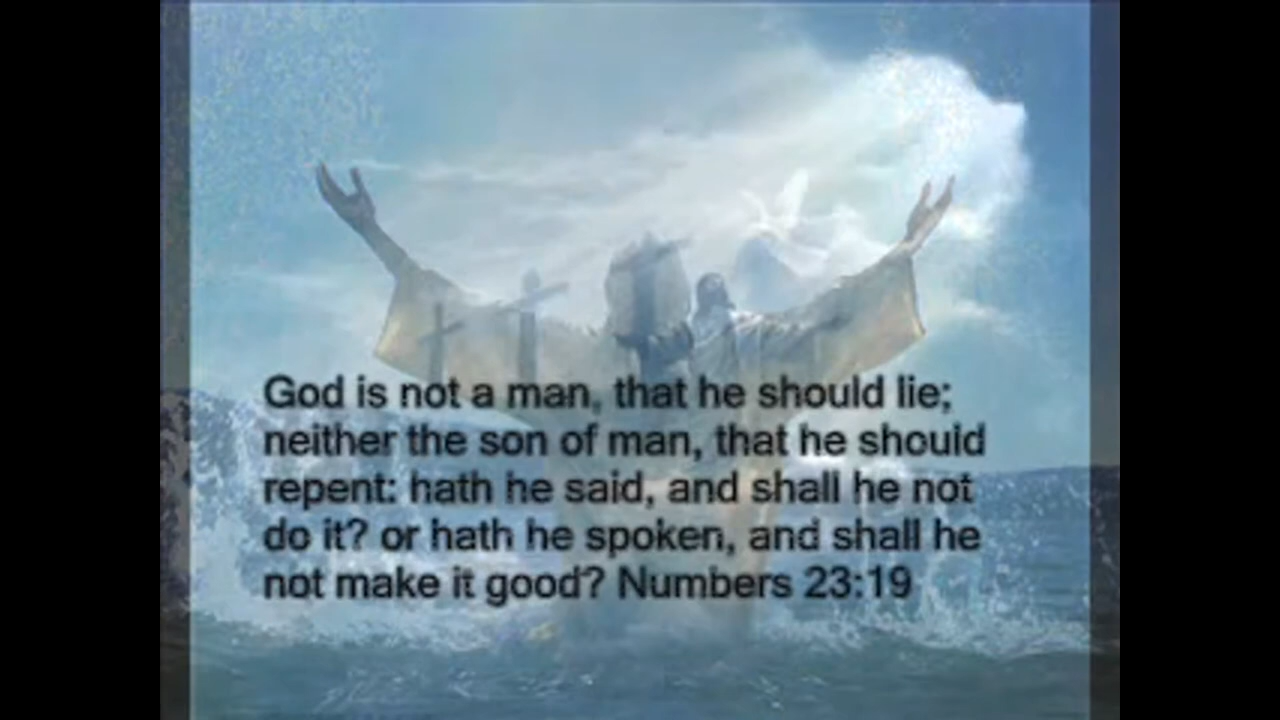 God is not a man, that he should lie;
neither the son of man, that he should
repent: hath he said, and shall he not
do it? or hath he spoken, and shall he
not make it good? Numbers 23:19